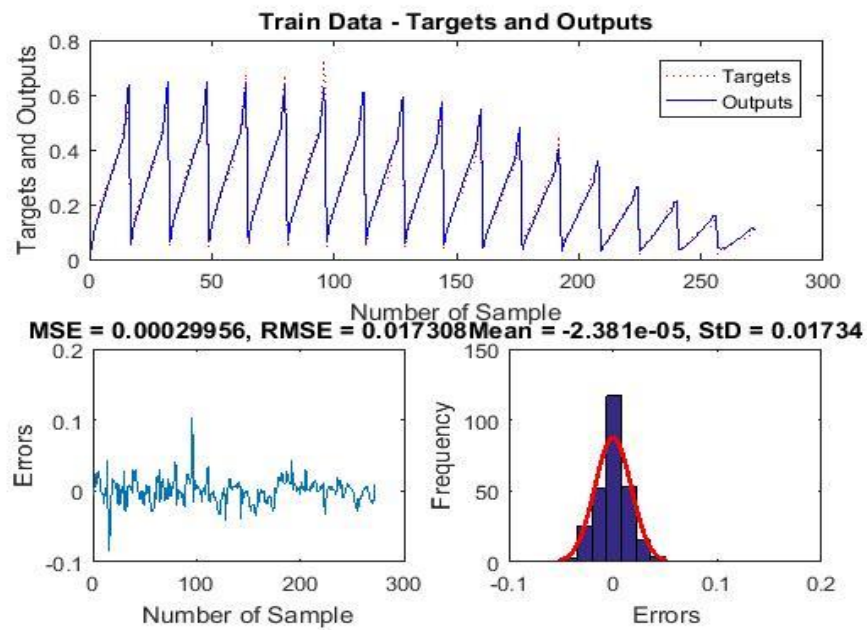 Train Data - Targets and Outputs
Targets and Outputs
0.8
0.6
0.4
0.2
0
Targets
Outputs
0 50 100 150 200 250 300
Number of Sample
MSE = 0.00029956, RMSE = 0.017308
Errors
0.2
0.1
0
-0.1
0 100 200 300
Number of Sample
Mean = -2.381e-05, StD = 0.01734
Frequency
150
100
50
0
-0.1 0 0.1 0.2
Errors